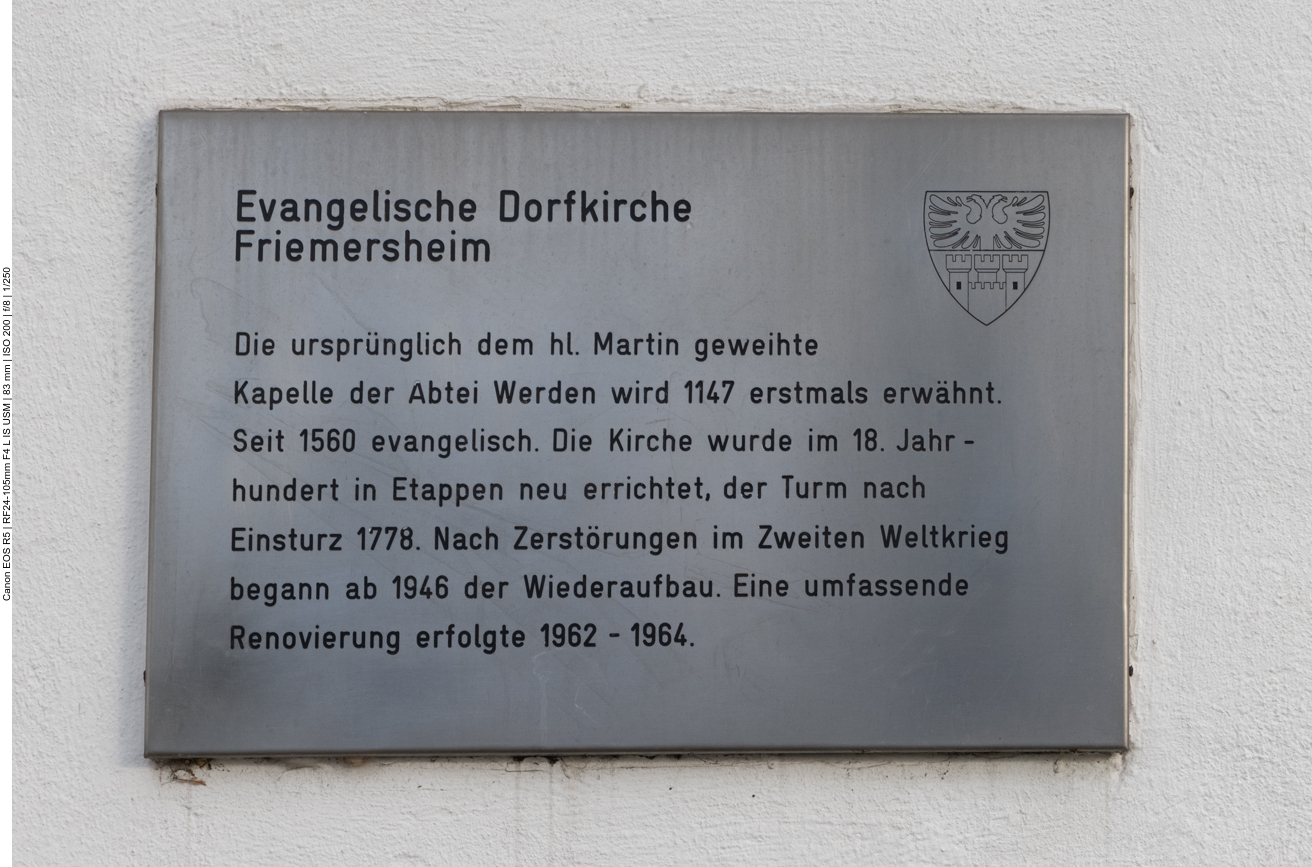 Evangelische Dorfkirche
Friemersheim
Die ursprünglich dem hl. Martin geweihte
Kapelle der Abtei Werden wird 1147 erstmals erwähnt.
Seit 1560 evangelisch. Die Kirche wurde im 18. Jahr -
hundert in Etappen neu errichtet, der Turm nach
Einsturz 1778. Nach Zerstörungen im Zweiten Weltkrieg
begann ab 1946 der Wiederaufbau. Eine umfassende
Renovierung erfolgte 1962 - 1964.
Canon EOS R5 | RF24-105mm F4 L IS USM | 83 mm | ISO 200 | f/8 | 1/250